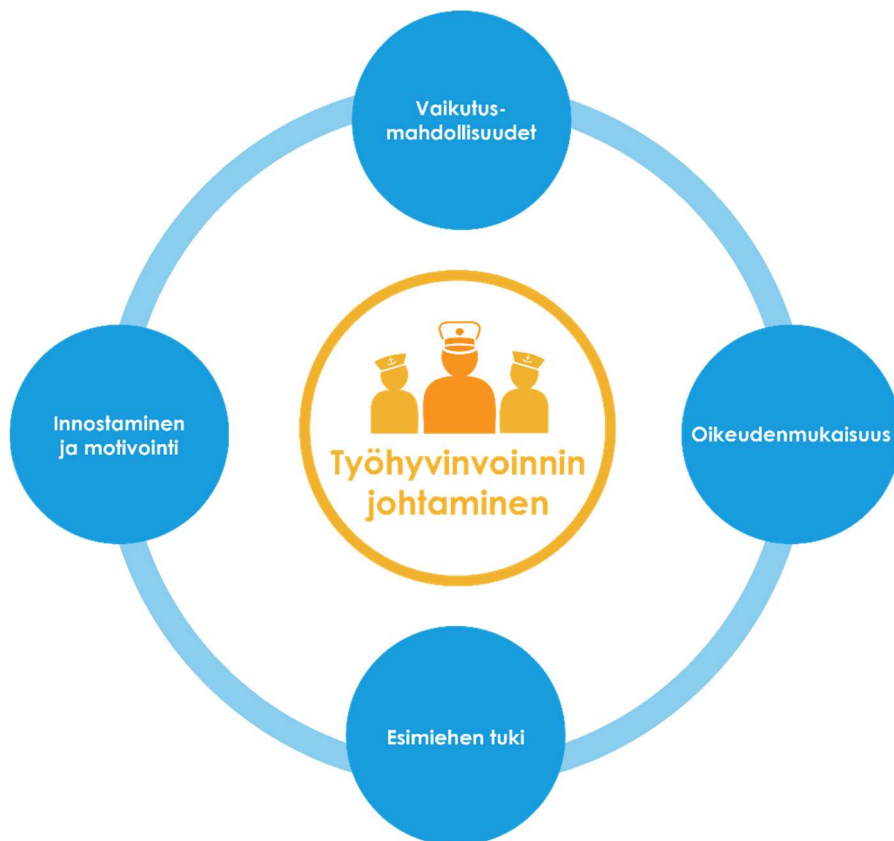 Vaikutus-
mahdollisuudet
Innostaminen
ja motivointi
Työhyvinvoinnin
johtaminen
Oikeudenmukaisuus
Esimiehen tuki